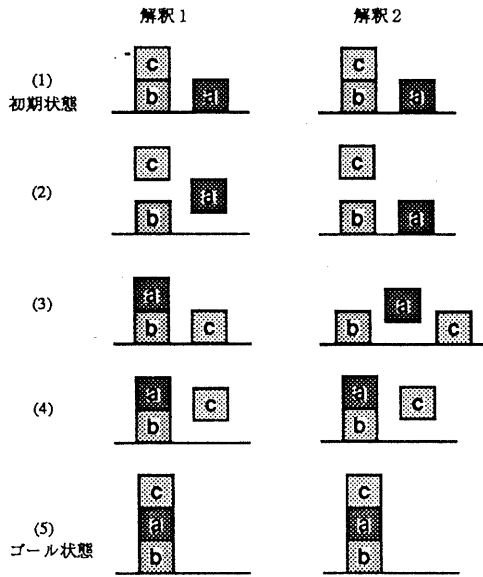 解釈1 解釈2
(1)
初期状態
c c
b a b a
(2)
c c
a
b b a
(3)
a a
b c b c
(4)
a a
c c
b b
(5)
ゴール状態
c c
a a
b b